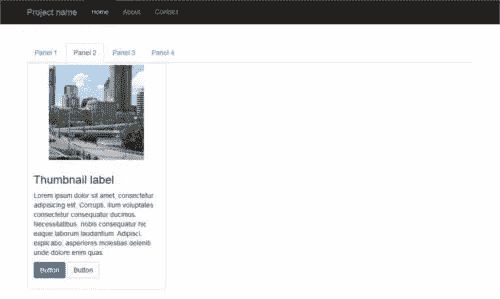 Project name Home About Contact
Panel 1 Panel 2 Panel 3 Panel 4
Thumbnail label
Lorem ipsum dolor sit amet, consectetur
adipisicing elit. Corrupti, illum voluptates
consectetur consequatur ducimus.
Necessitatibus, nobis consequatur hic
eaque laborum laudantium. Adipisci,
explicabo, asperiores molestias deleniti
unde dolore enim quas.
Button Button